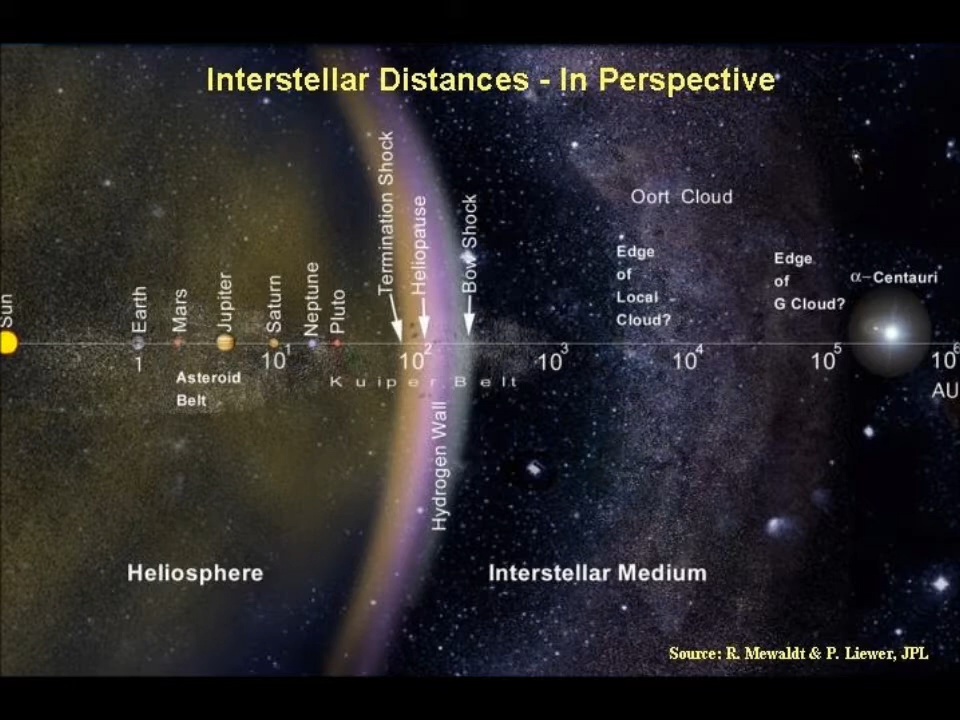 Interstellar Distances - In Perspective
Termination Shock
Heliopause
Bow Shock
Oort Cloud
Edge
of
Local
Cloud?
Edge
of
G Cloud?
α-Centauri
Sun
Earth
Mars
Jupiter
Saturn
Neptune
Pluto
1
10¹
10²
10³
10⁴
10⁵
10⁶
AU
Asteroid
Belt
Kuiper Belt
Hydrogen Wall
Heliosphere
Interstellar Medium
Source: R. Mewaldt & P. Liewer, JPL